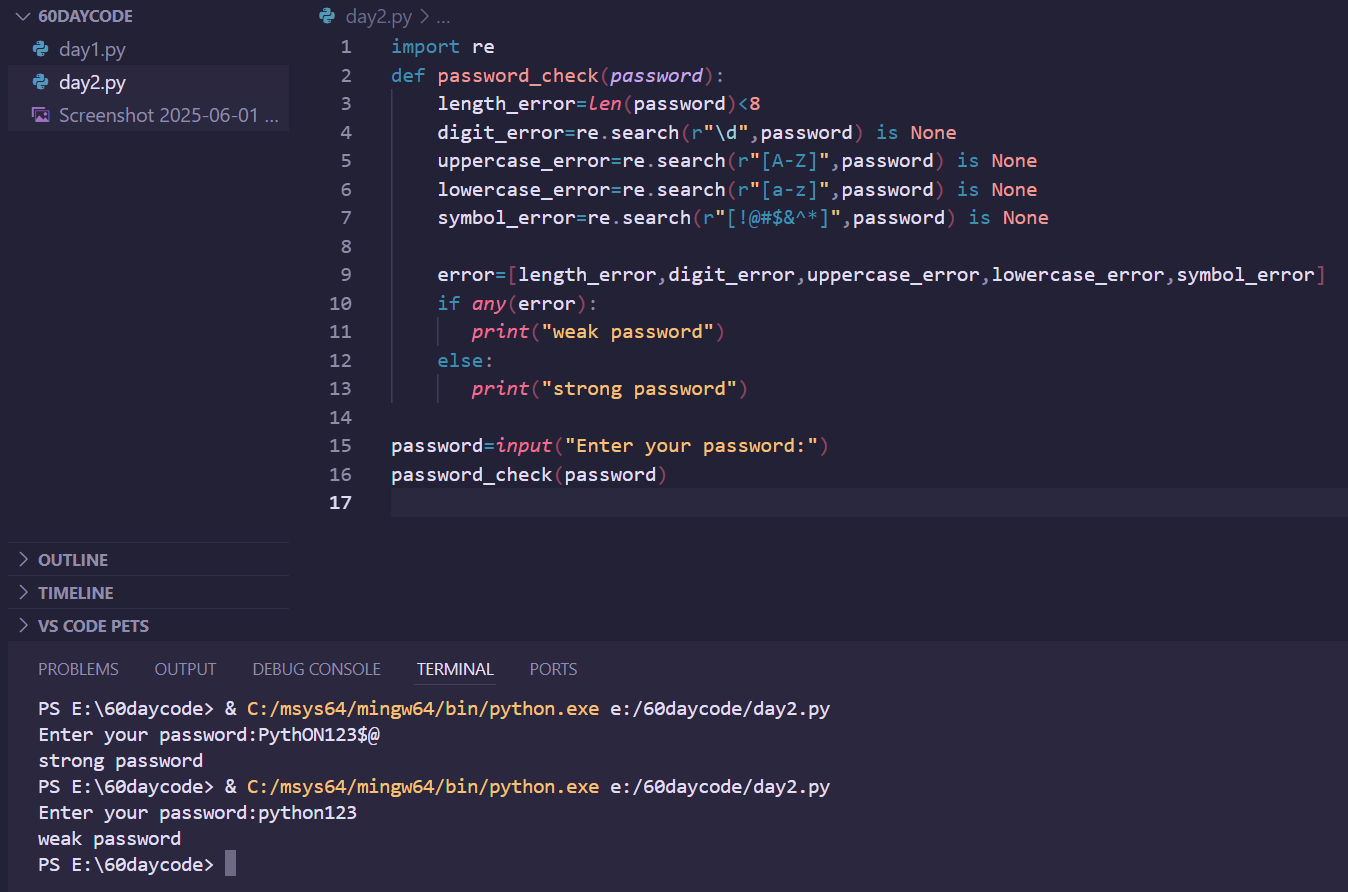 60DAYCODE
day1.py
day2.py
Screenshot 2025-06-01 ...
OUTLINE
TIMELINE
VS CODE PETS
day2.py > ...
1 import re
2 def password_check(password):
3     length_error=len(password)<8
4     digit_error=re.search(r"\d",password) is None
5     uppercase_error=re.search(r"[A-Z]",password) is None
6     lowercase_error=re.search(r"[a-z]",password) is None
7     symbol_error=re.search(r"[!@#$&^*]",password) is None
8
9     error=[length_error,digit_error,uppercase_error,lowercase_error,symbol_error]
10     if any(error):
11        print("weak password")
12     else:
13        print("strong password")
14
15 password=input("Enter your password:")
16 password_check(password)
17
PROBLEMS OUTPUT DEBUG CONSOLE TERMINAL PORTS
PS E:\60daycode> & C:/msys64/mingw64/bin/python.exe e:/60daycode/day2.py
Enter your password:PythON123$@
strong password
PS E:\60daycode> & C:/msys64/mingw64/bin/python.exe e:/60daycode/day2.py
Enter your password:python123
weak password
PS E:\60daycode>